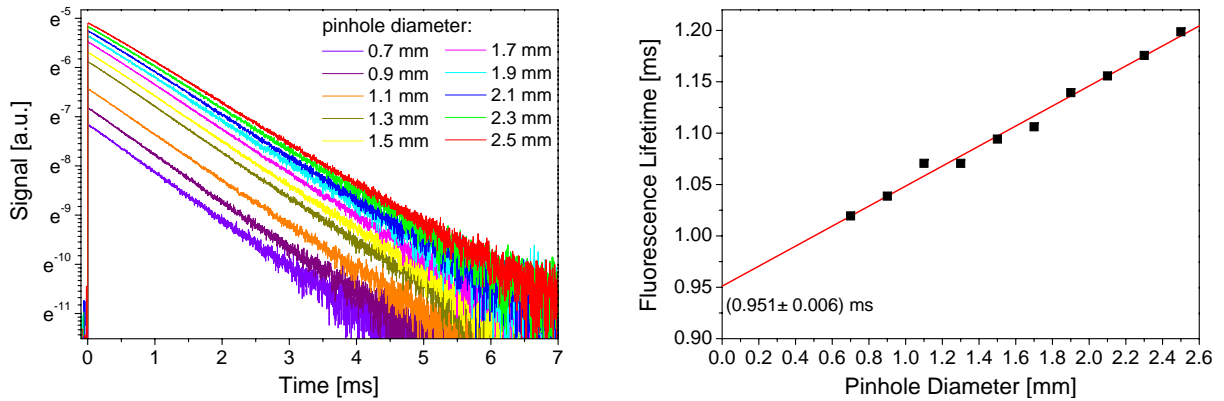 Signal [a.u.]
e-5
e-6
e-7
e-8
e-9
e-10
e-11
pinhole diameter:
0.7 mm 1.7 mm
0.9 mm 1.9 mm
1.1 mm 2.1 mm
1.3 mm 2.3 mm
1.5 mm 2.5 mm
0 1 2 3 4 5 6 7
Time [ms]
Fluorescence Lifetime [ms]
1.20
1.15
1.10
1.05
1.00
0.95
0.90
(0.951± 0.006) ms
0.0 0.2 0.4 0.6 0.8 1.0 1.2 1.4 1.6 1.8 2.0 2.2 2.4 2.6
Pinhole Diameter [mm]